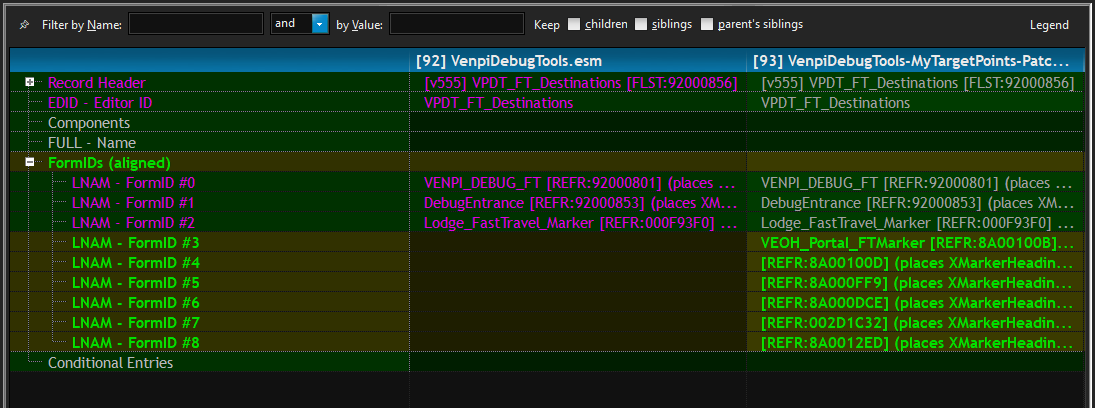 Filter by Name: and by Value: Keep children siblings parent's siblings Legend
[92] VenpiDebugTools.esm [93] VenpiDebugTools-MyTargetPoints-Patc...
Record Header [v555] VPDT_FT_Destinations [FLST:92000856] [v555] VPDT_FT_Destinations [FLST:92000856]
EDID - Editor ID VPDT_FT_Destinations VPDT_FT_Destinations
Components
FULL - Name
FormIDs (aligned)
LNAM - FormID #0 VENPI_DEBUG_FT [REFR:92000801] (places ... VENPI_DEBUG_FT [REFR:92000801] (places ...
LNAM - FormID #1 DebugEntrance [REFR:92000853] (places XM... DebugEntrance [REFR:92000853] (places XM...
LNAM - FormID #2 Lodge_FastTravel_Marker [REFR:000F93F0] ... Lodge_FastTravel_Marker [REFR:000F93F0] ...
LNAM - FormID #3 VEOH_Portal_FTMarker [REFR:8A00100B]...
LNAM - FormID #4 [REFR:8A00100D] (places XMarkerHeadin...
LNAM - FormID #5 [REFR:8A000FF9] (places XMarkerHeadin...
LNAM - FormID #6 [REFR:8A000DCE] (places XMarkerHeadin...
LNAM - FormID #7 [REFR:002D1C32] (places XMarkerHeadin...
LNAM - FormID #8 [REFR:8A0012ED] (places XMarkerHeadin...
Conditional Entries